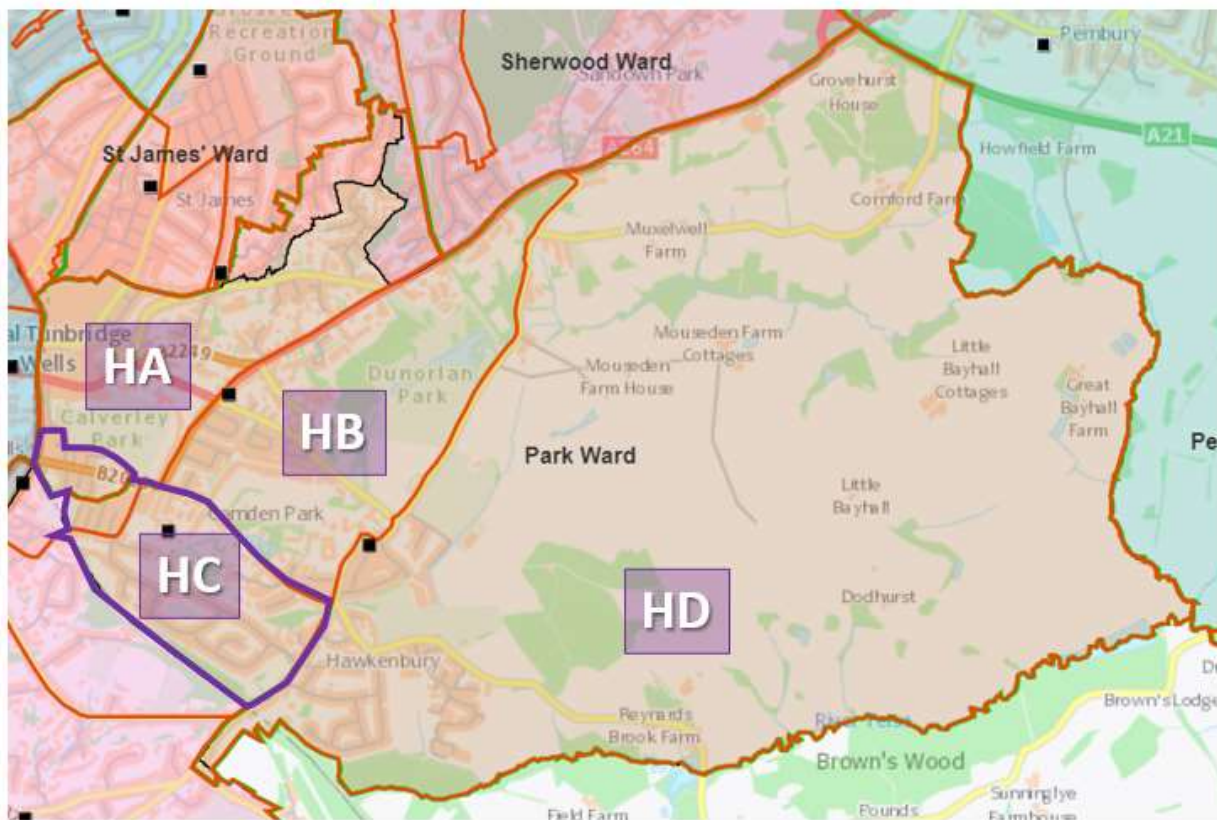 Recreation
Ground
Pembury
Sherwood Ward
Sandown Park
Grovehurst
House
A264
A21
Howfield Farm
St James' Ward
St James
Cornford Farm
Muxelwell
Farm
al Tunbridge
Wells
HA
Mouseden Farm
Cottages
Mouseden
Farm House
Little
Bayhall
Cottages
Dunorlan
Park
Great
Bayhall
Farm
Calverley
Park
HB
Park Ward
Pe
Little
Bayhall
Camden Park
HC
HD
Dodhurst
Hawkenbury
Reynards
Brook Farm
River Teise
Brown's Lodge
Brown's Wood
Sunninglye
Farmhouse
Field Farm
Pounds